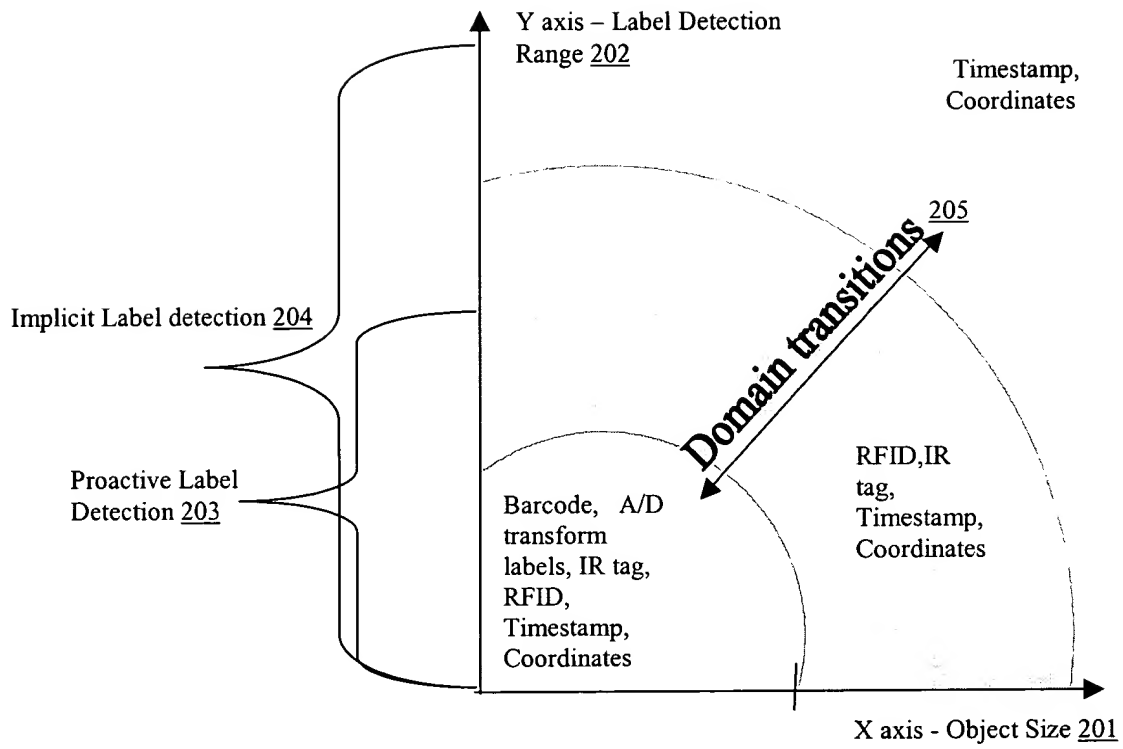 Y axis – Label Detection
Range 202
Timestamp,
Coordinates
205
Domain transitions
Implicit Label detection 204
Proactive Label
Detection 203
RFID,IR
tag,
Timestamp,
Coordinates
Barcode, A/D
transform
labels, IR tag,
RFID,
Timestamp,
Coordinates
X axis - Object Size 201